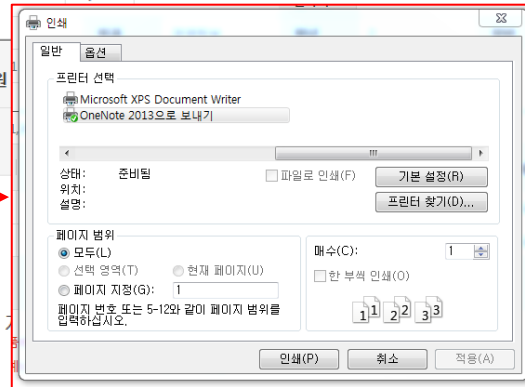 인쇄
일반
옵션
프린터 선택
Microsoft XPS Document Writer
OneNote 2013으로 보내기
상태: 준비됨
위치:
설명:
파일로 인쇄(F)
기본 설정(R)
프린터 찾기(D)...
페이지 범위
모두(L)
선택 영역(T)
현재 페이지(U)
페이지 지정(G): 1
페이지 번호 또는 5-12와 같이 페이지 범위를
입력하십시오.
매수(C): 1
한 부씩 인쇄(O)
1 1 2 2 3 3
인쇄(P)
취소
적용(A)